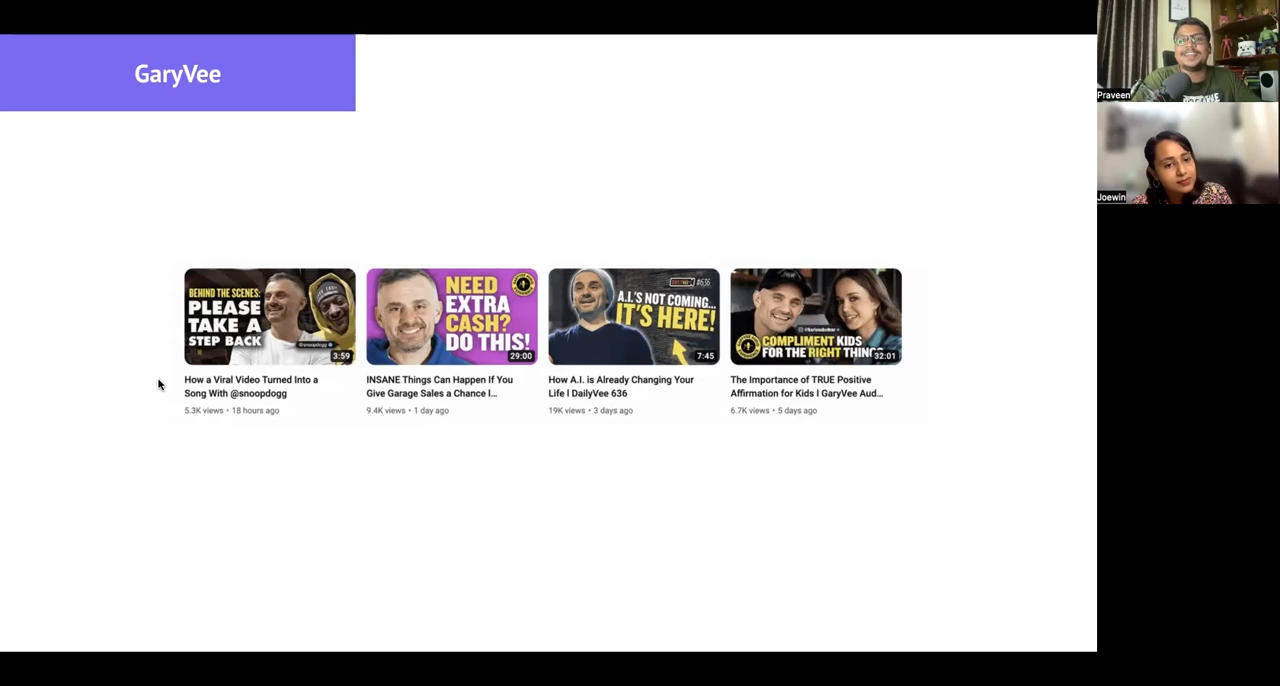 GaryVee
Praveen
Joewin
BEHIND THE SCENES:
PLEASE
TAKE A
STEP BACK
@snoopdogg
3:59
How a Viral Video Turned Into a
Song With @snoopdogg
5.3K views • 18 hours ago
NEED
EXTRA
CASH?
DO THIS!
29:00
INSANE Things Can Happen If You
Give Garage Sales a Chance l...
9.4K views • 1 day ago
#636
A.I.'S NOT COMING...
IT'S HERE!
7:45
How A.I. is Already Changing Your
Life l DailyVee 636
19K views • 3 days ago
COMPLIMENT KIDS
FOR THE RIGHT THING
32:01
The Importance of TRUE Positive
Affirmation for Kids l GaryVee Aud...
6.7K views • 5 days ago